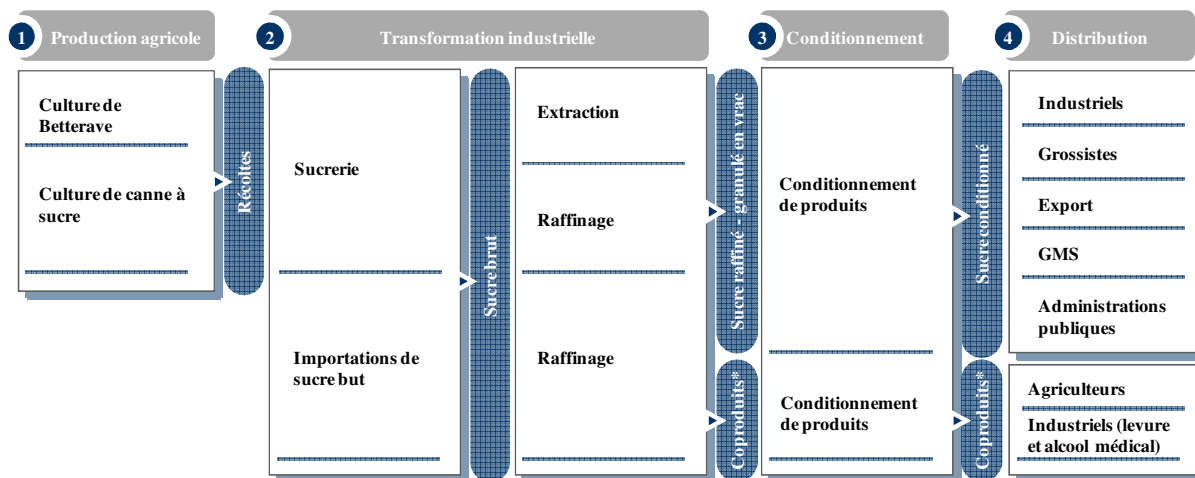 1 Production agricole
2 Transformation industrielle
3 Conditionnement
4 Distribution
Culture de
Betterave
Culture de canne à
sucre
Récoltes
Sucrerie
Importations de
sucre but
Sucre brut
Extraction
Raffinage
Raffinage
Sucre raffiné - granulé en vrac
Coproduits*
Conditionnement
de produits
Conditionnement
de produits
Sucre conditionné
Coproduits*
Industriels
Grossistes
Export
GMS
Administrations
publiques
Agriculteurs
Industriels (levure
et alcool médical)